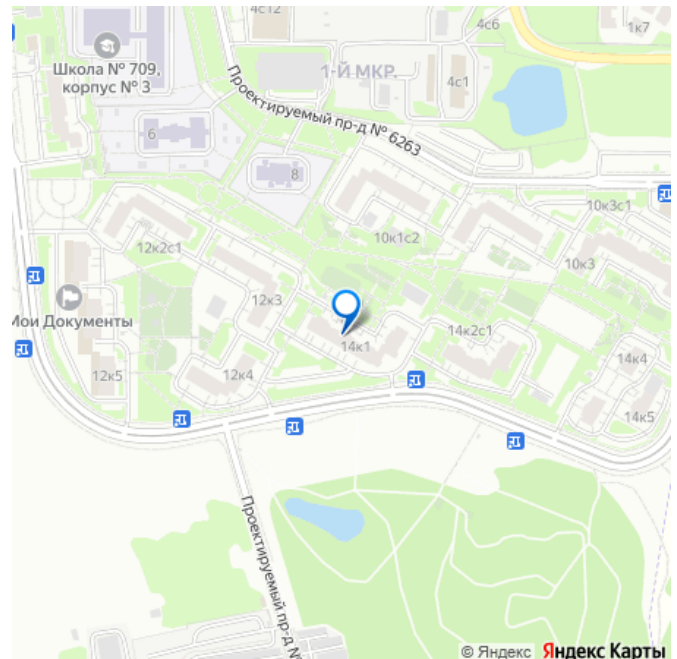 4с12
4с6
1к7
Школа № 709,
корпус № 3
1-Й МКР.
4с1
Проектируемый пр-д № 6263
6
8
10к3с1
10к1с2
12к2с1
10к3
12к3
Мои Документы
14к2с1
14к1
14к4
12к5
12к4
14к5
Проектируемый пр-д №
© Яндекс Яндекс Карты